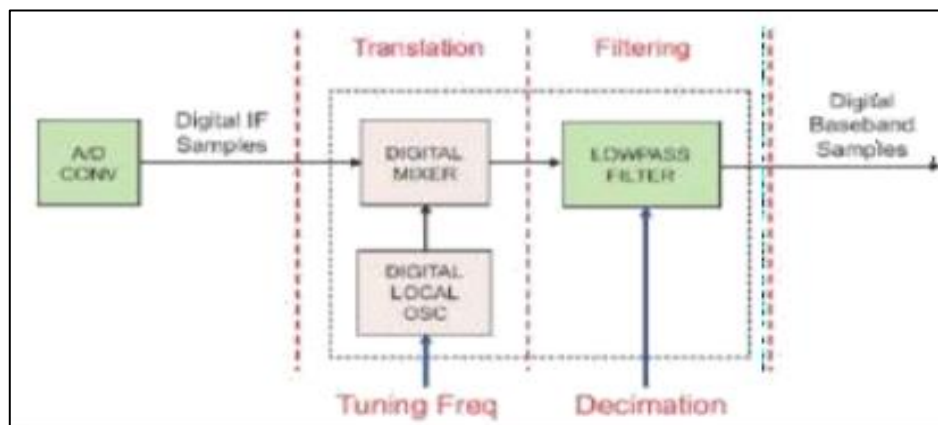 Translation
Filtering
Digital IF
Samples
Digital
Baseband
Samples
A/D
CONV
DIGITAL
MIXER
LOWPASS
FILTER
DIGITAL
LOCAL
OSC
Tuning Freq
Decimation